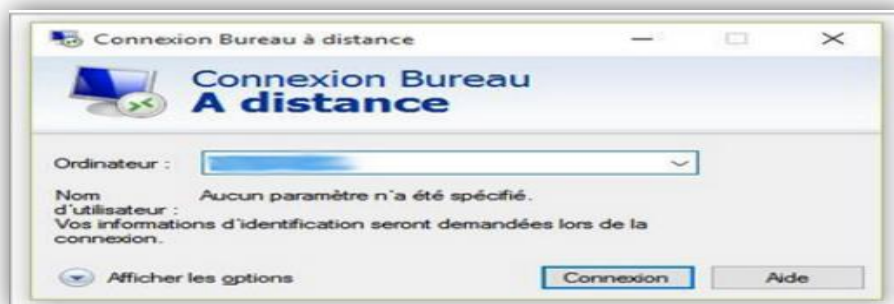 Connexion Bureau à distance
Connexion Bureau
A distance
Ordinateur :
Nom d'utilisateur :
Aucun paramètre n'a été spécifié.
Vos informations d'identification seront demandées lors de la
connexion.
Afficher les options
Connexion
Aide